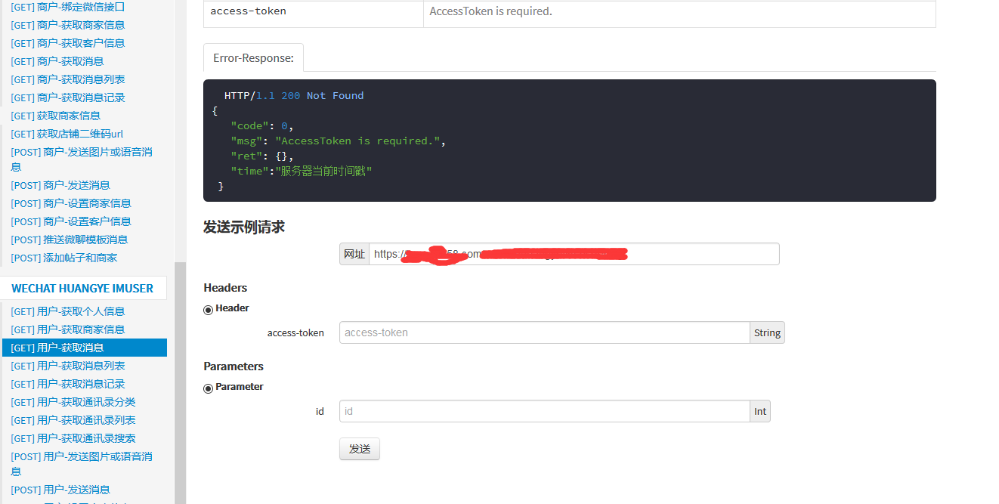 [GET] 商户-绑定微信接口
[GET] 商户-获取商家信息
[GET] 商户-获取客户信息
[GET] 商户-获取消息
[GET] 商户-获取消息列表
[GET] 商户-获取消息记录
[GET] 获取商家信息
[GET] 获取店铺二维码url
[POST] 商户-发送图片或语音消
息
[POST] 商户-发送消息
[POST] 商户-设置商家信息
[POST] 商户-设置客户信息
[POST] 推送微聊模板消息
[POST] 添加帖子和商家
WECHAT HUANGYE IMUSER
[GET] 用户-获取个人信息
[GET] 用户-获取商家信息
[GET] 用户-获取消息
[GET] 用户-获取消息列表
[GET] 用户-获取消息记录
[GET] 用户-获取通讯录分类
[GET] 用户-获取通讯录列表
[GET] 用户-获取通讯录搜索
[POST] 用户-发送图片或语音消
息
[POST] 用户-发送消息
access-token AccessToken is required.
Error-Response:
HTTP/1.1 200 Not Found
{
"code": 0,
"msg": "AccessToken is required.",
"ret": {},
"time":"服务器当前时间戳"
}
发送示例请求
网址 https:/ 58.com
Headers
Header
access-token access-token String
Parameters
Parameter
id id Int
发送